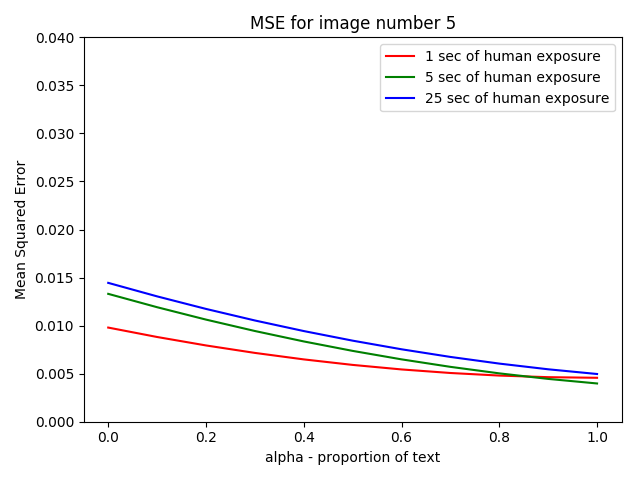 MSE for image number 5
1 sec of human exposure
5 sec of human exposure
25 sec of human exposure
Mean Squared Error
0.040
0.035
0.030
0.025
0.020
0.015
0.010
0.005
0.000
0.0 0.2 0.4 0.6 0.8 1.0
alpha - proportion of text